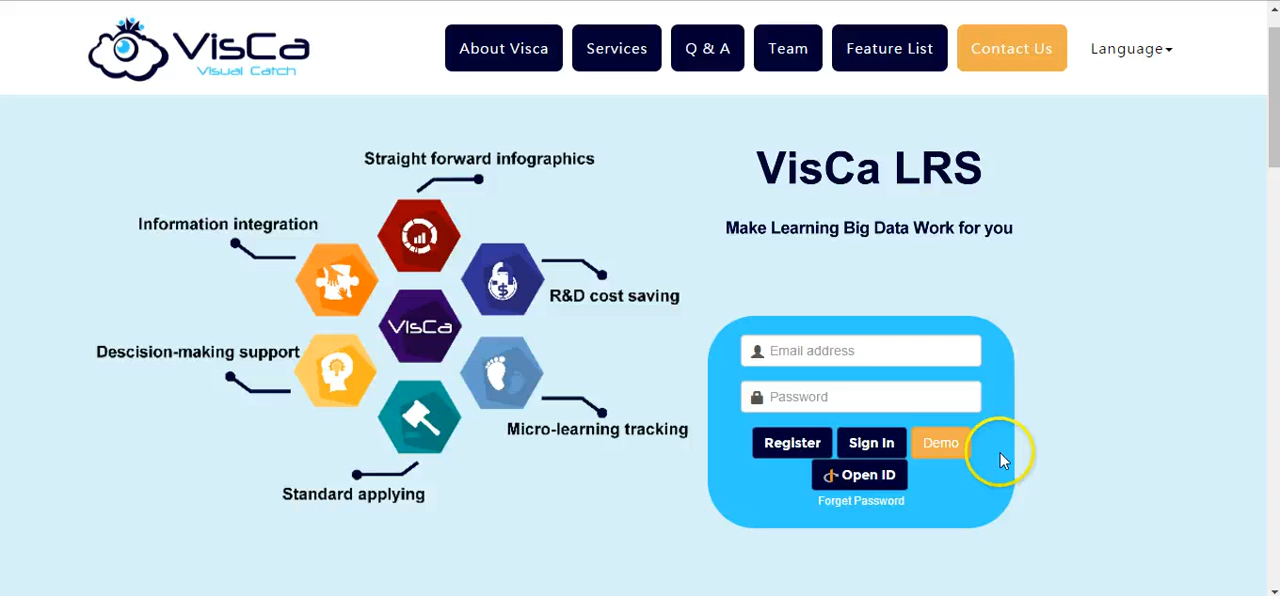 VisCa
Visual Catch
About Visca
Services
Q & A
Team
Feature List
Contact Us
Language
Straight forward infographics
Information integration
R&D cost saving
VisCa
Descision-making support
Micro-learning tracking
Standard applying
VisCa LRS
Make Learning Big Data Work for you
Email address
Password
Register
Sign In
Demo
Open ID
Forget Password